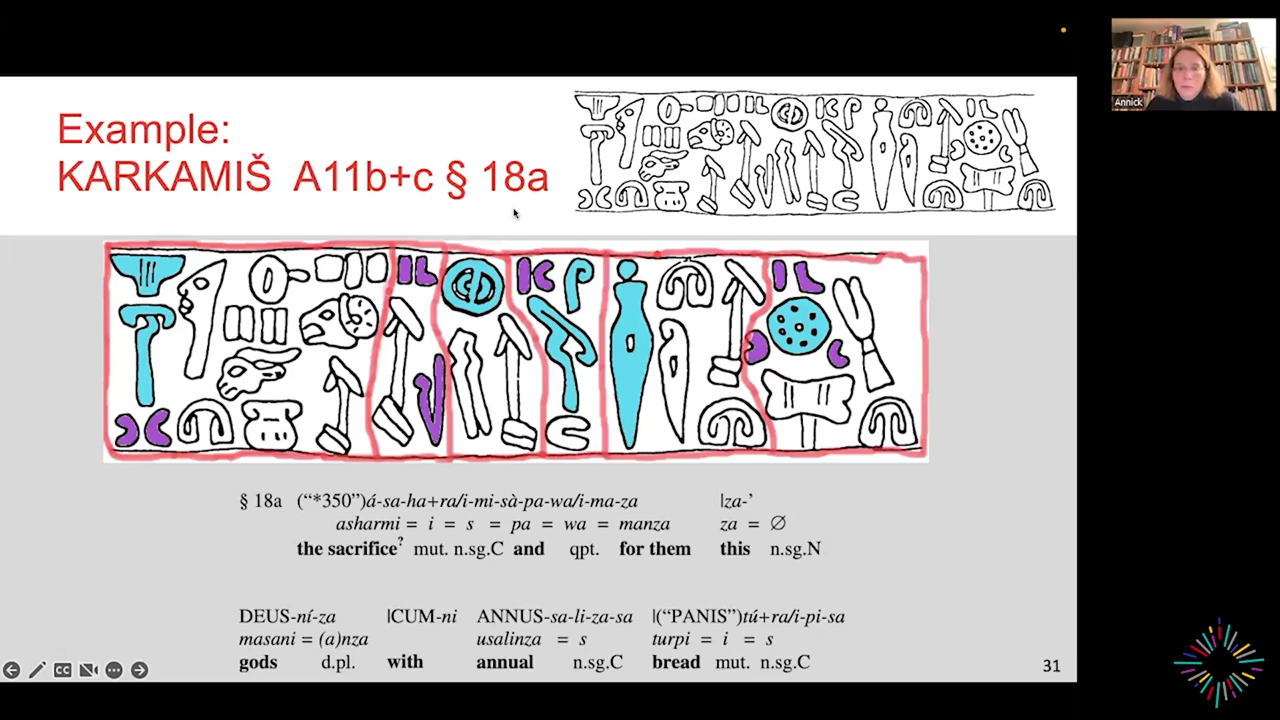 Example:
KARKAMIŠ A11b+c § 18a
Annick
§ 18a (“*350”)á-sa-ha+ra/i-mi-sà-pa-wa/i-ma-za |za-’
asharmi = i = s = pa = wa = manza za = ∅
the sacrifice? mut. n.sg.C and qpt. for them this n.sg.N
DEUS-ní-za |CUM-ni ANNUS-sa-li-za-sa |(“PANIS”)tú+ra/i-pi-sa
masani = (a)nza usalinza = s turpi = i = s
gods d.pl. with annual n.sg.C bread mut. n.sg.C
31
CC